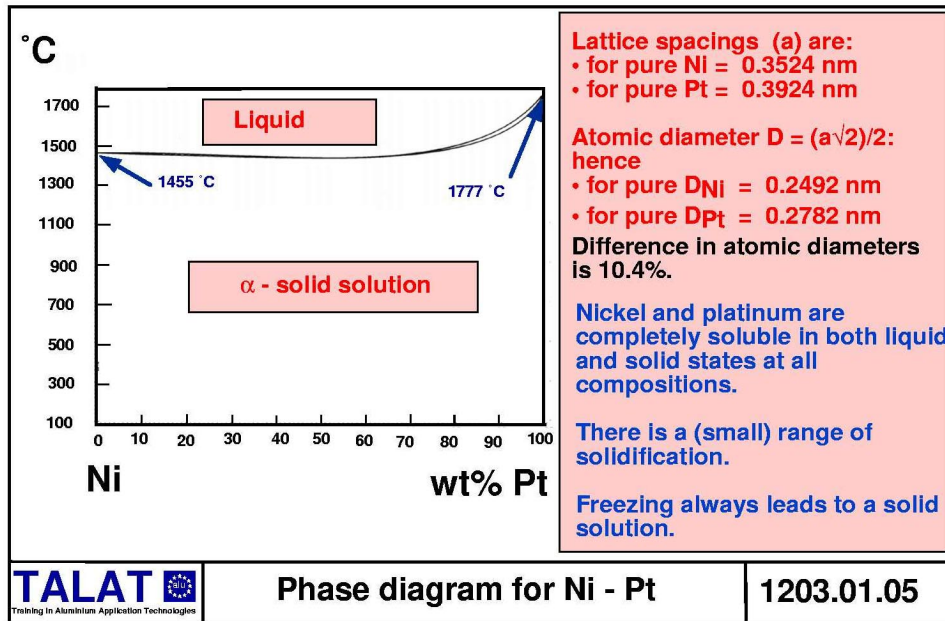 °C
1700
1500
1300
1100
900
700
500
300
100
Liquid
1455 °C
1777 °C
α - solid solution
0 10 20 30 40 50 60 70 80 90 100
Ni
wt% Pt
Lattice spacings (a) are:
• for pure Ni = 0.3524 nm
• for pure Pt = 0.3924 nm
Atomic diameter D = (a√2)/2:
hence
• for pure DNi = 0.2492 nm
• for pure DPt = 0.2782 nm
Difference in atomic diameters
is 10.4%.
Nickel and platinum are
completely soluble in both liquid
and solid states at all
compositions.
There is a (small) range of
solidification.
Freezing always leads to a solid
solution.
TALAT
alu
Training in Aluminium Application Technologies
Phase diagram for Ni - Pt
1203.01.05